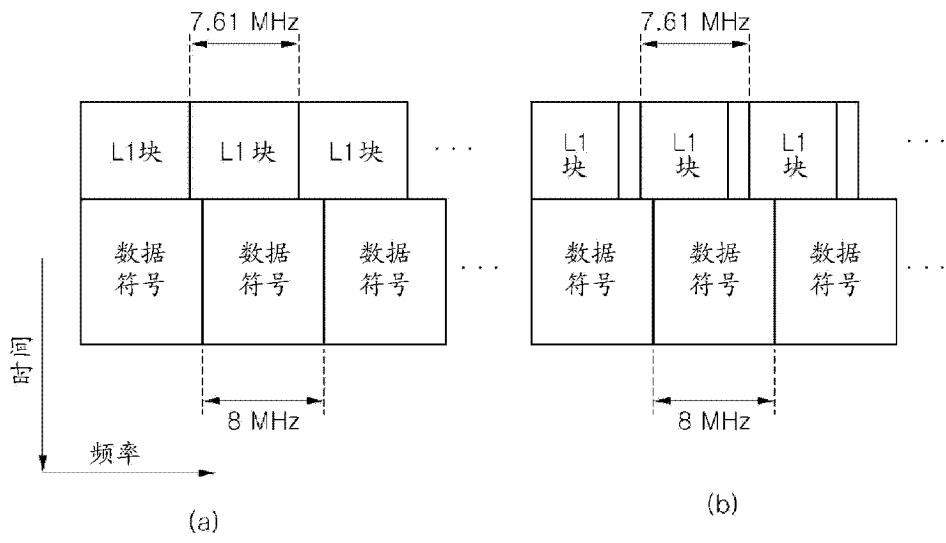 7.61 MHz
7.61 MHz
L1块
L1块
L1块
· · ·
L1
块
L1
块
L1
块
· · ·
数据
符号
数据
符号
数据
符号
· · ·
数据
符号
数据
符号
数据
符号
· · ·
时间
8 MHz
8 MHz
频率
(a)
(b)